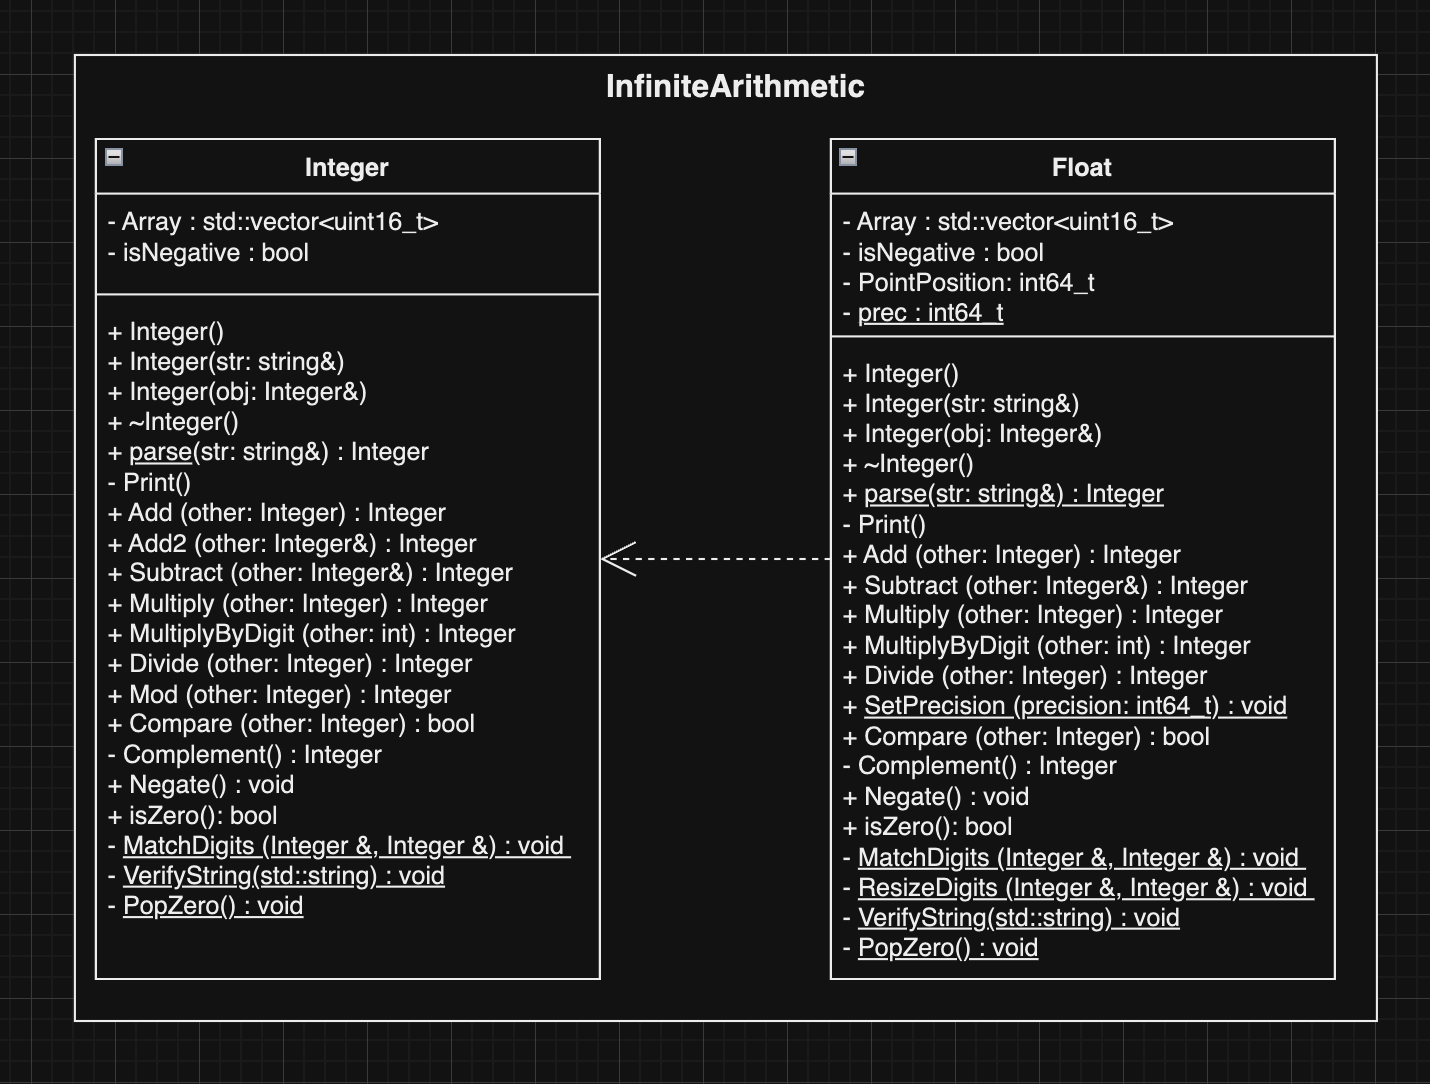 InfiniteArithmetic
Integer
- Array : std::vector<uint16_t>
- isNegative : bool
+ Integer()
+ Integer(str: string&)
+ Integer(obj: Integer&)
+ ~Integer()
+ parse(str: string&) : Integer
- Print()
+ Add (other: Integer) : Integer
+ Add2 (other: Integer&) : Integer
+ Subtract (other: Integer&) : Integer
+ Multiply (other: Integer) : Integer
+ MultiplyByDigit (other: int) : Integer
+ Divide (other: Integer) : Integer
+ Mod (other: Integer) : Integer
+ Compare (other: Integer) : bool
- Complement() : Integer
+ Negate() : void
+ isZero(): bool
- MatchDigits (Integer &, Integer &) : void
- VerifyString(std::string) : void
- PopZero() : void
Float
- Array : std::vector<uint16_t>
- isNegative : bool
- PointPosition: int64_t
- prec : int64_t
+ Integer()
+ Integer(str: string&)
+ Integer(obj: Integer&)
+ ~Integer()
+ parse(str: string&) : Integer
- Print()
+ Add (other: Integer) : Integer
+ Subtract (other: Integer&) : Integer
+ Multiply (other: Integer) : Integer
+ MultiplyByDigit (other: int) : Integer
+ Divide (other: Integer) : Integer
+ SetPrecision (precision: int64_t) : void
+ Compare (other: Integer) : bool
- Complement() : Integer
+ Negate() : void
+ isZero(): bool
- MatchDigits (Integer &, Integer &) : void
- ResizeDigits (Integer &, Integer &) : void
- VerifyString(std::string) : void
- PopZero() : void